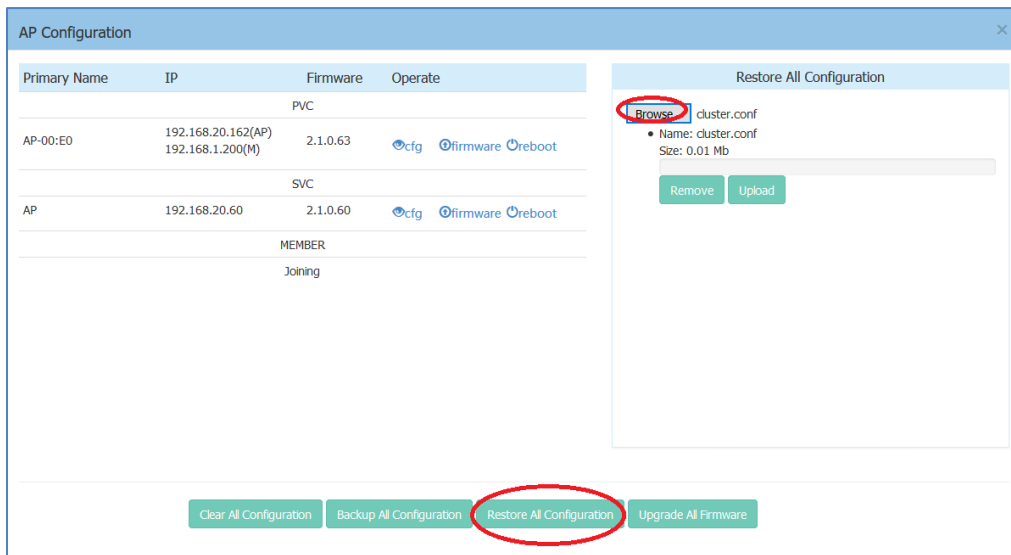 AP Configuration
×
Primary Name IP Firmware Operate
PVC
AP-00:E0 192.168.20.162(AP) 2.1.0.63 cfg firmware reboot
192.168.1.200(M)
SVC
AP 192.168.20.60 2.1.0.60 cfg firmware reboot
MEMBER
Joining
Restore All Configuration
Browse cluster.conf
• Name: cluster.conf
Size: 0.01 Mb
Remove Upload
Clear All Configuration Backup All Configuration Restore All Configuration Upgrade All Firmware